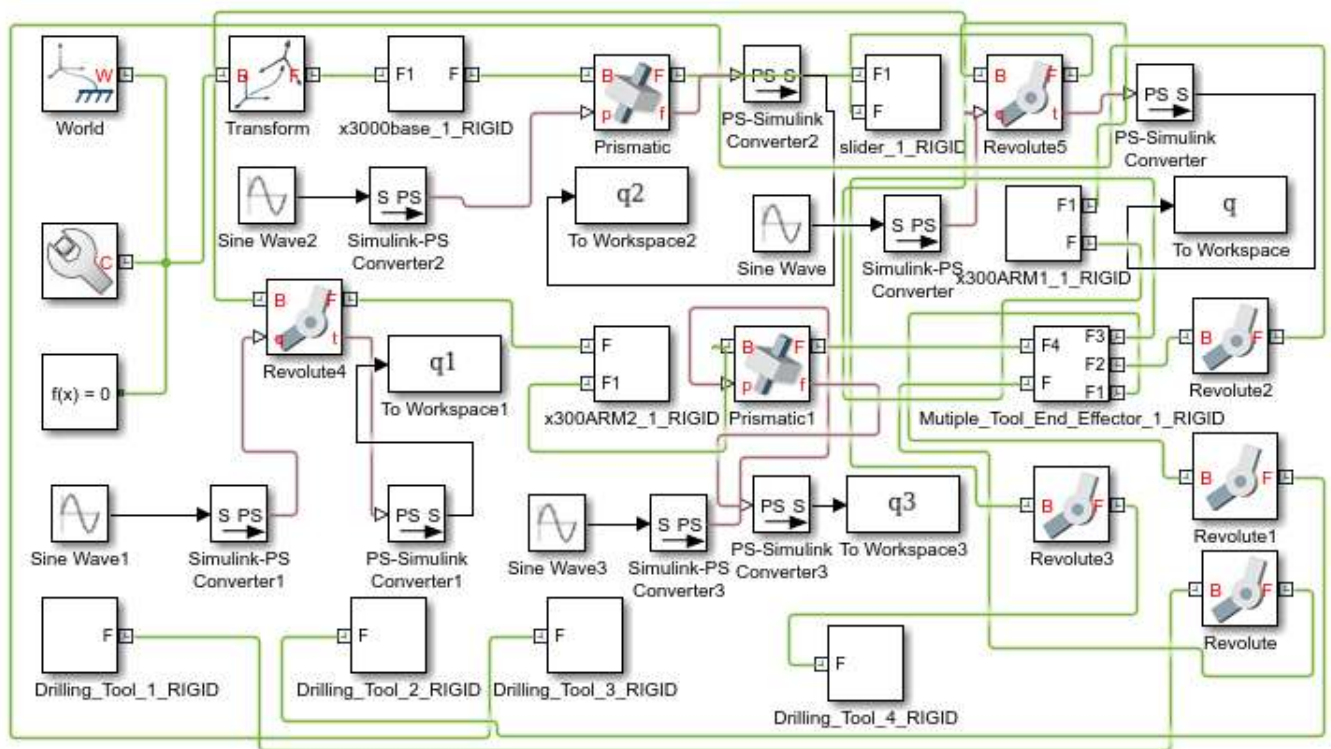 W
World
B F
Transform
F1 F
x3000base_1_RIGID
B F
p f
Prismatic
PS S
PS-Simulink
Converter2
F1
F
slider_1_RIGID
B F
q t
Revolute5
PS S
PS-Simulink
Converter
Sine Wave2
S PS
Simulink-PS
Converter2
q2
To Workspace2
Sine Wave
S PS
Simulink-PS
Converter
F1
F
x300ARM1_1_RIGID
q
To Workspace
C
B F
q t
Revolute4
f(x) = 0
q1
To Workspace1
F
F1
x300ARM2_1_RIGID
B F
p f
Prismatic1
F4 F3
F2
F F1
Mutiple_Tool_End_Effector_1_RIGID
B F
Revolute2
Sine Wave1
S PS
Simulink-PS
Converter1
PS S
PS-Simulink
Converter1
Sine Wave3
S PS
Simulink-PS
Converter3
PS S
PS-Simulink
Converter3
q3
To Workspace3
B F
Revolute3
B F
Revolute1
B F
Revolute
F
Drilling_Tool_1_RIGID
F
Drilling_Tool_2_RIGID
F
Drilling_Tool_3_RIGID
F
Drilling_Tool_4_RIGID